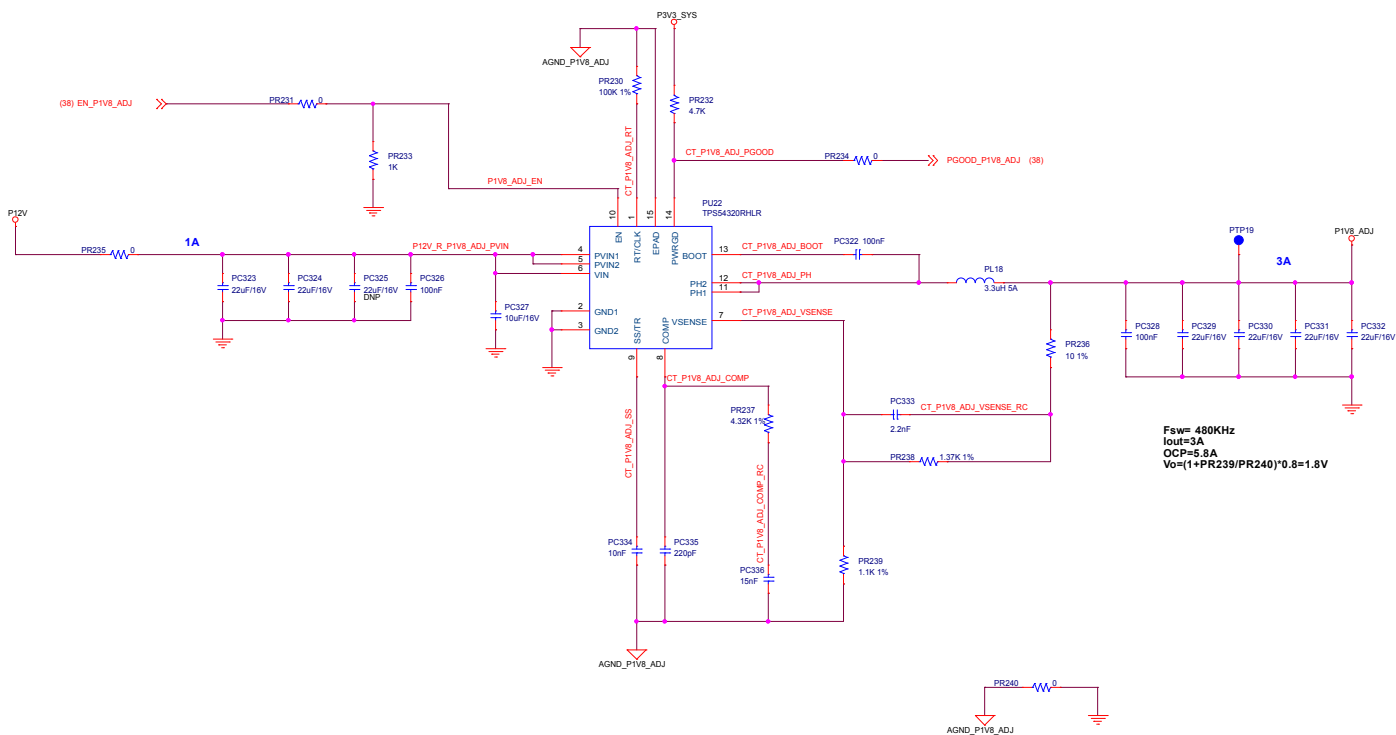 P3V3_SYS
AGND_P1V8_ADJ
PR230
100K 1%
PR232
4.7K
(38) EN_P1V8_ADJ
PR231
0
CT_P1V8_ADJ_RT
PR233
1K
CT_P1V8_ADJ_PGOOD
PR234
0
PGOOD_P1V8_ADJ (38)
P1V8_ADJ_EN
PU22
TPS54320RHLR
10
1
15
14
EN
RT/CLK
EPAD
PWRGD
P12V
PR235
0
1A
P12V_R_P1V8_ADJ_PVIN
4
5
6
PVIN1
PVIN2
VIN
BOOT
13
CT_P1V8_ADJ_BOOT
PC322 100nF
PTP19
P1V8_ADJ
3A
PH2
PH1
12
11
CT_P1V8_ADJ_PH
PL18
3.3uH 5A
PC323
22uF/16V
PC324
22uF/16V
PC325
22uF/16V
DNP
PC326
100nF
PC327
10uF/16V
2
3
GND1
GND2
SS/TR
COMP
VSENSE
7
CT_P1V8_ADJ_VSENSE
9
8
PC328
100nF
PC329
22uF/16V
PC330
22uF/16V
PC331
22uF/16V
PC332
22uF/16V
PR236
10 1%
CT_P1V8_ADJ_COMP
CT_P1V8_ADJ_SS
PR237
4.32K 1%
PC333
2.2nF
CT_P1V8_ADJ_VSENSE_RC
PR238
1.37K 1%
Fsw= 480KHz
Iout=3A
OCP=5.8A
Vo=(1+PR239/PR240)*0.8=1.8V
CT_P1V8_ADJ_COMP_RC
PC334
10nF
PC335
220pF
PC336
15nF
PR239
1.1K 1%
AGND_P1V8_ADJ
PR240
0
AGND_P1V8_ADJ